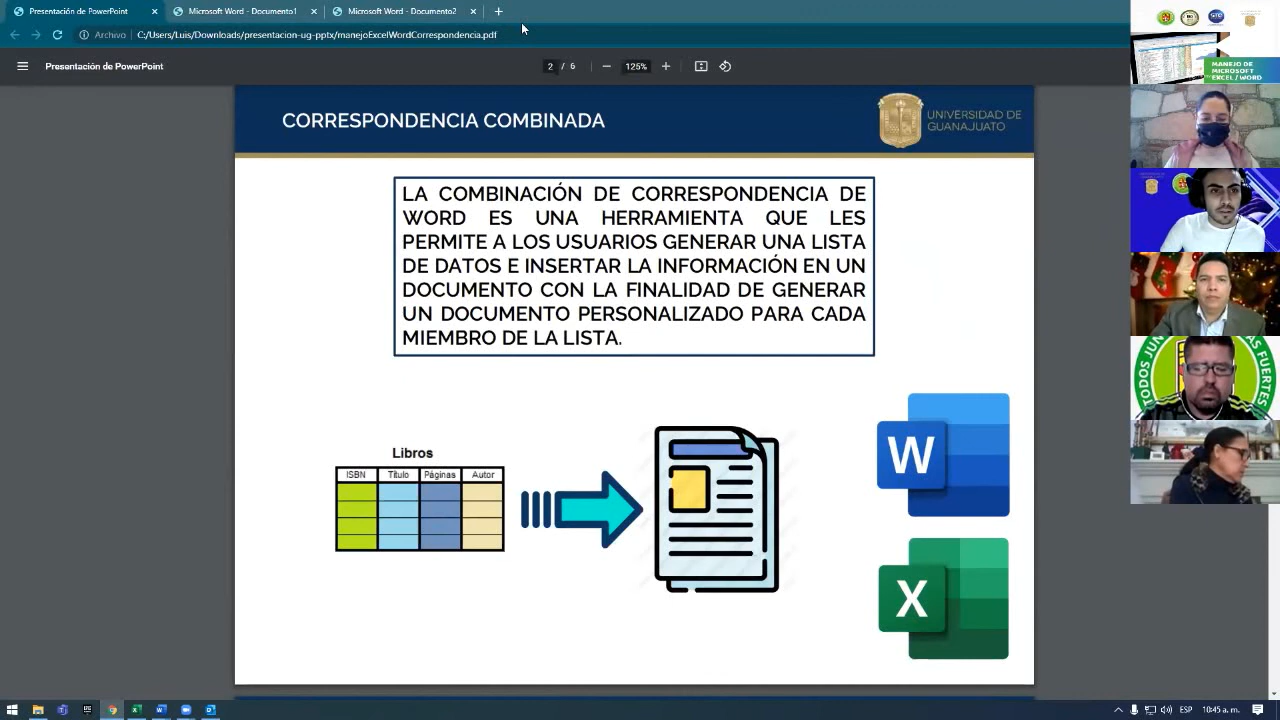 Presentación de PowerPoint
Microsoft Word - Documento1
Microsoft Word - Documento2
Archivo
C:/Users/Luis/Downloads/presentacion-ug-pptx/manejoExcelWordCorrespondencia.pdf
Presentación de PowerPoint
2 / 6
125%
CORRESPONDENCIA COMBINADA
UNIVERSIDAD DE
GUANAJUATO
LA COMBINACIÓN DE CORRESPONDENCIA DE
WORD ES UNA HERRAMIENTA QUE LES
PERMITE A LOS USUARIOS GENERAR UNA LISTA
DE DATOS E INSERTAR LA INFORMACIÓN EN UN
DOCUMENTO CON LA FINALIDAD DE GENERAR
UN DOCUMENTO PERSONALIZADO PARA CADA
MIEMBRO DE LA LISTA.
Libros
ISBN Título Páginas Autor
W
X
MANEJO DE
MICROSOFT
EXCEL / WORD
TODOS JUN
AS FUERTES
ESP
10:45 a. m.